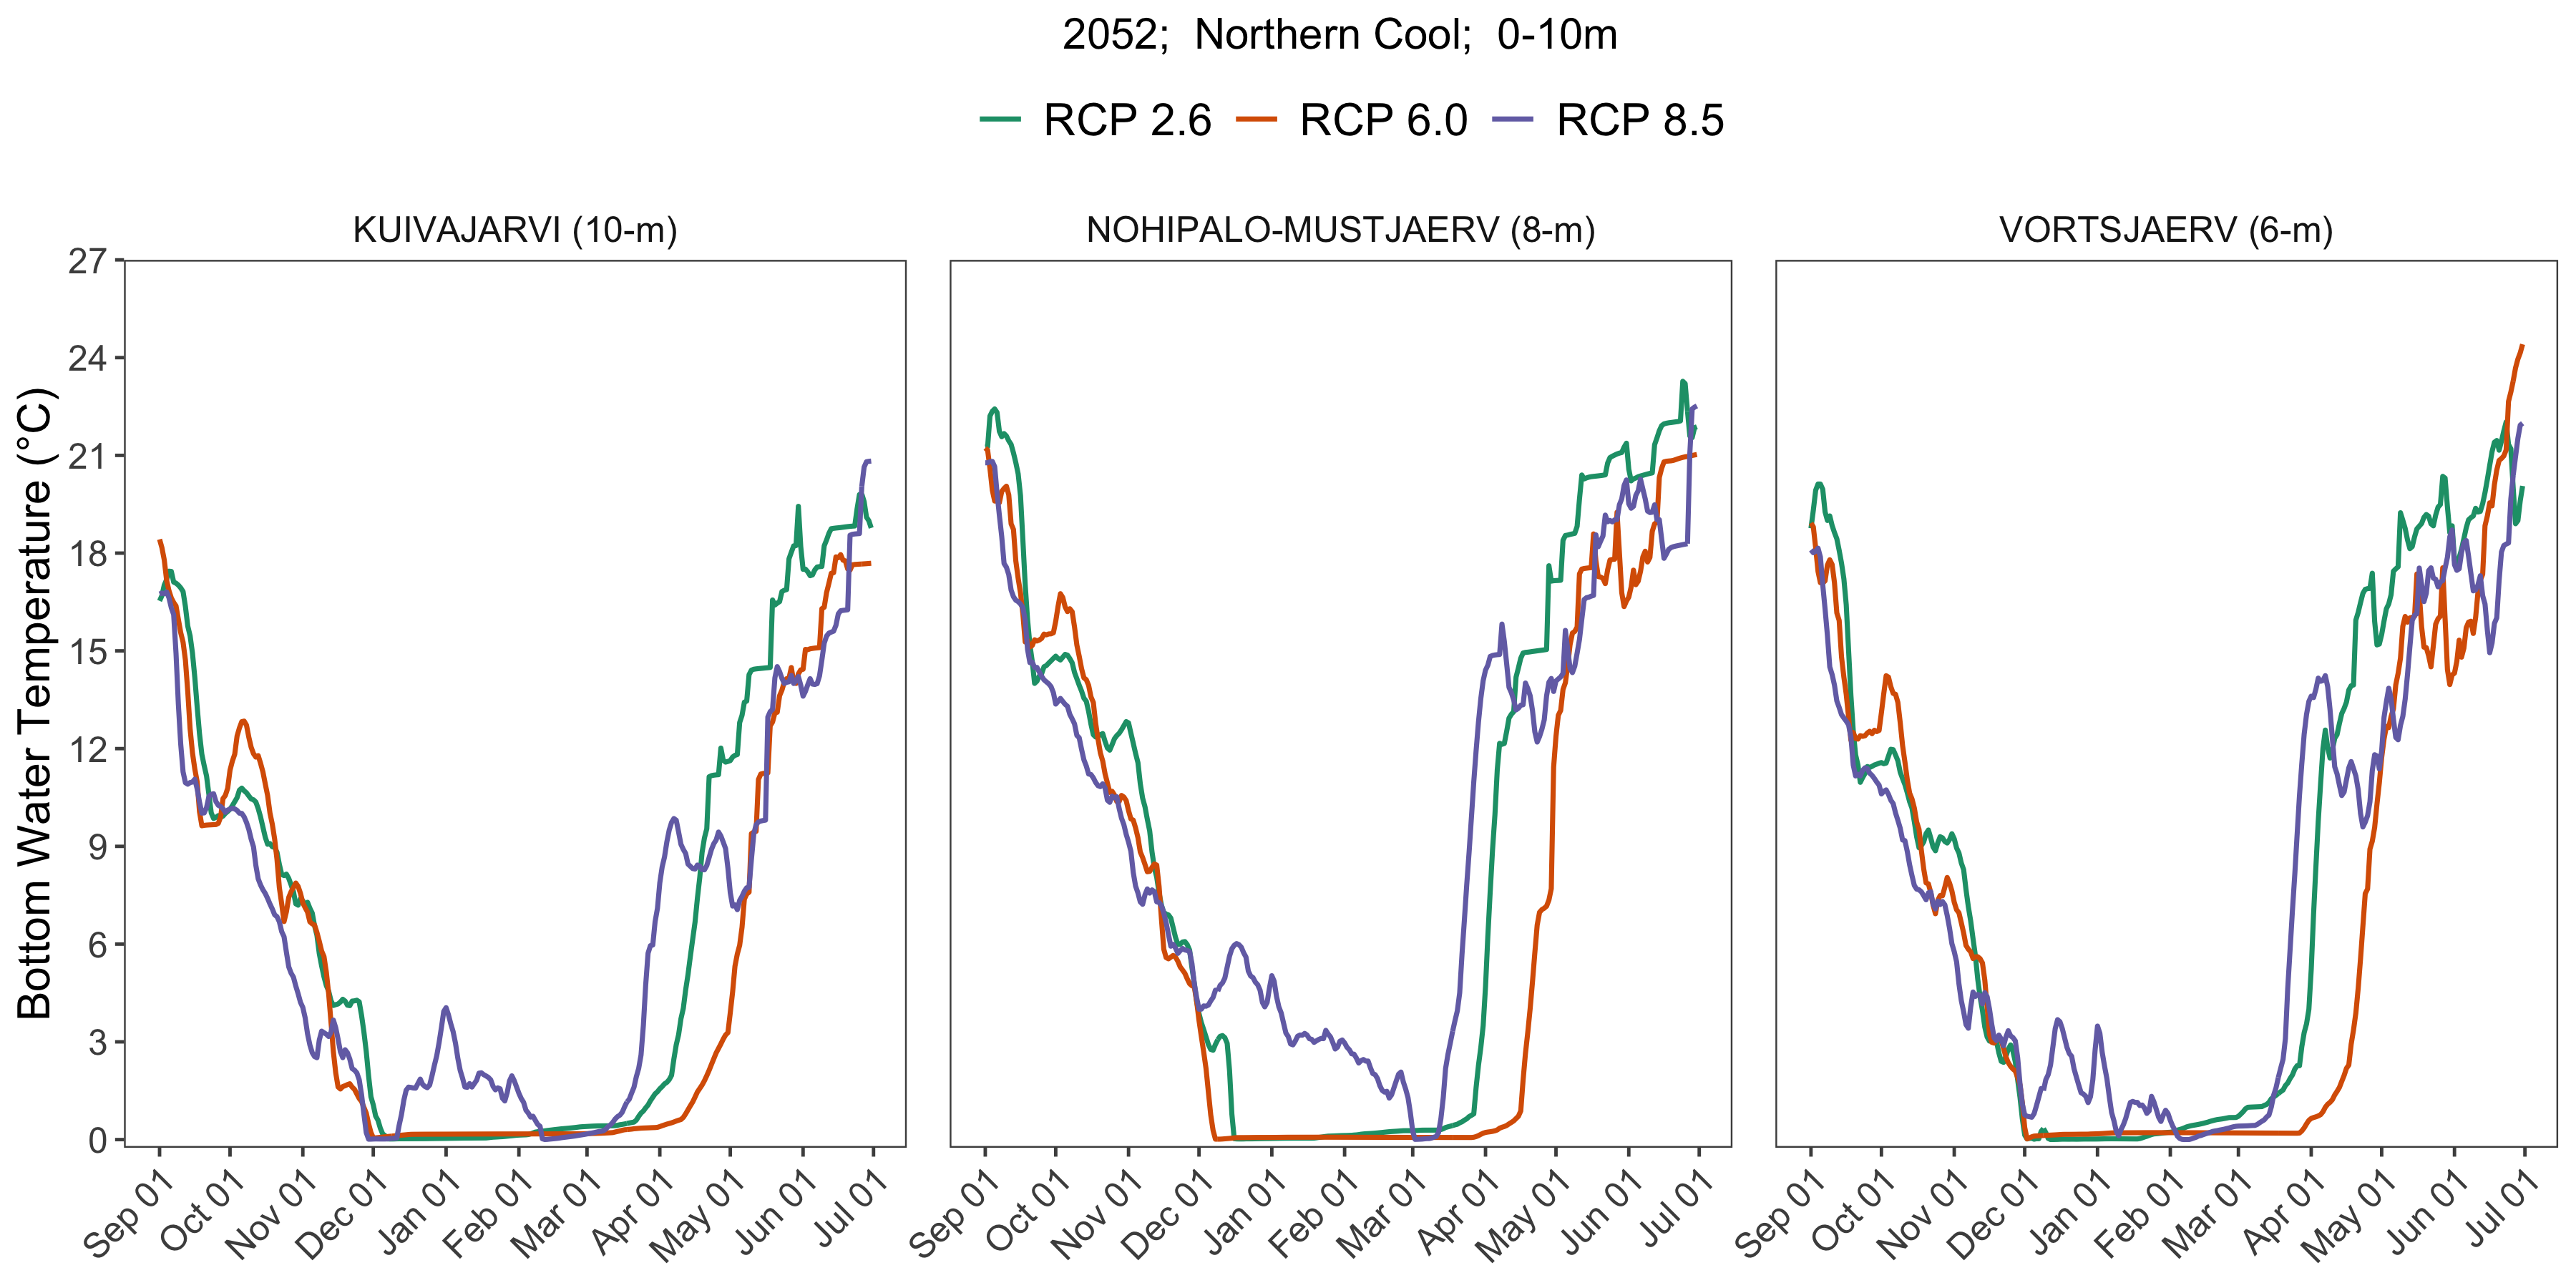 2052;  Northern Cool;  0-10m
RCP 2.6 RCP 6.0 RCP 8.5
KUIVAJARVI (10-m) NOHIPALO-MUSTJAERV (8-m) VORTSJAERV (6-m)
Bottom Water Temperature (°C)
27
24
21
18
15
12
9
6
3
0
Sep 01 Oct 01 Nov 01 Dec 01 Jan 01 Feb 01 Mar 01 Apr 01 May 01 Jun 01 Jul 01 Sep 01 Oct 01 Nov 01 Dec 01 Jan 01 Feb 01 Mar 01 Apr 01 May 01 Jun 01 Jul 01 Sep 01 Oct 01 Nov 01 Dec 01 Jan 01 Feb 01 Mar 01 Apr 01 May 01 Jun 01 Jul 01